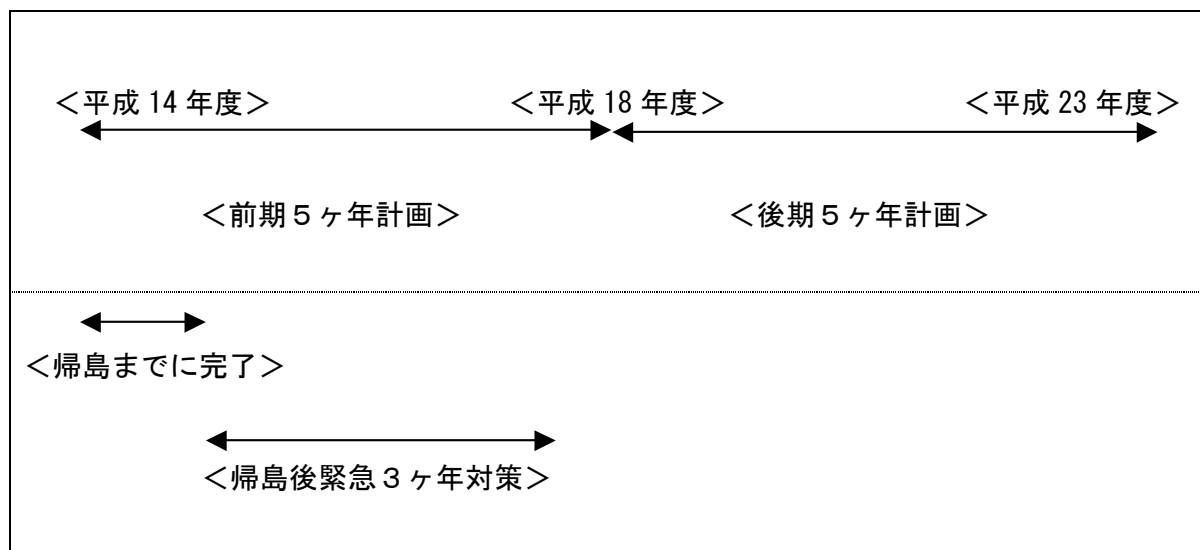 ＜平成 14 年度＞ ＜平成 18 年度＞ ＜平成 23 年度＞
＜前期５ヶ年計画＞ ＜後期５ヶ年計画＞
＜帰島までに完了＞
＜帰島後緊急３ヶ年対策＞